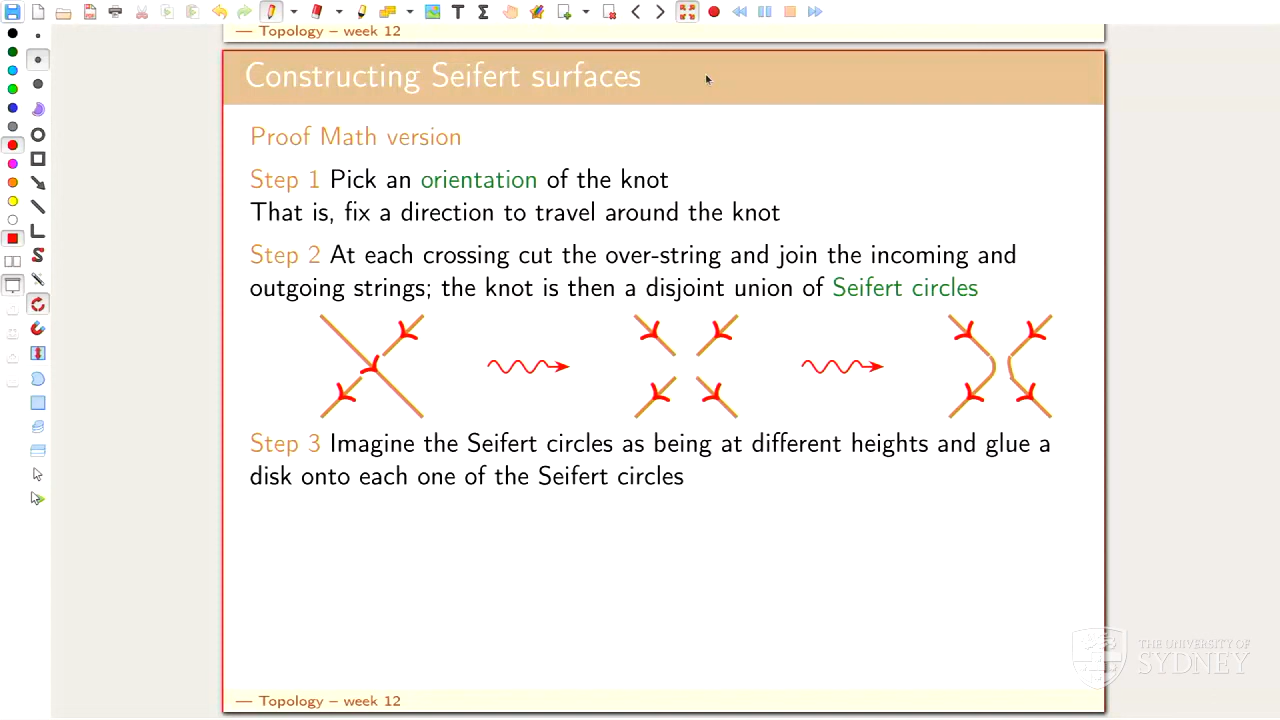 — Topology – week 12
Constructing Seifert surfaces
Proof Math version
Step 1 Pick an orientation of the knot
That is, fix a direction to travel around the knot
Step 2 At each crossing cut the over-string and join the incoming and
outgoing strings; the knot is then a disjoint union of Seifert circles
Step 3 Imagine the Seifert circles as being at different heights and glue a
disk onto each one of the Seifert circles
THE UNIVERSITY OF
SYDNEY
— Topology – week 12